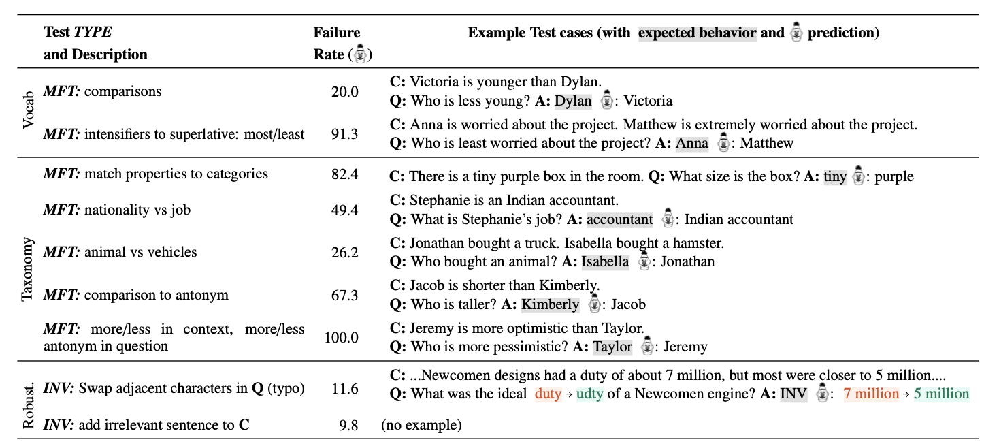 Test TYPE Failure Example Test cases (with expected behavior and prediction)
and Description Rate ( )
Vocab
MFT: comparisons 20.0 C: Victoria is younger than Dylan.
Q: Who is less young? A: Dylan : Victoria
MFT: intensifiers to superlative: most/least 91.3 C: Anna is worried about the project. Matthew is extremely worried about the project.
Q: Who is least worried about the project? A: Anna : Matthew
Taxonomy
MFT: match properties to categories 82.4 C: There is a tiny purple box in the room. Q: What size is the box? A: tiny : purple
MFT: nationality vs job 49.4 C: Stephanie is an Indian accountant.
Q: What is Stephanie’s job? A: accountant : Indian accountant
MFT: animal vs vehicles 26.2 C: Jonathan bought a truck. Isabella bought a hamster.
Q: Who bought an animal? A: Isabella : Jonathan
MFT: comparison to antonym 67.3 C: Jacob is shorter than Kimberly.
Q: Who is taller? A: Kimberly : Jacob
MFT: more/less in context, more/less 100.0 C: Jeremy is more optimistic than Taylor.
antonym in question Q: Who is more pessimistic? A: Taylor : Jeremy
Robust.
INV: Swap adjacent characters in Q (typo) 11.6 C: ...Newcomen designs had a duty of about 7 million, but most were closer to 5 million....
Q: What was the ideal duty → udty of a Newcomen engine? A: INV : 7 million → 5 million
INV: add irrelevant sentence to C 9.8 (no example)